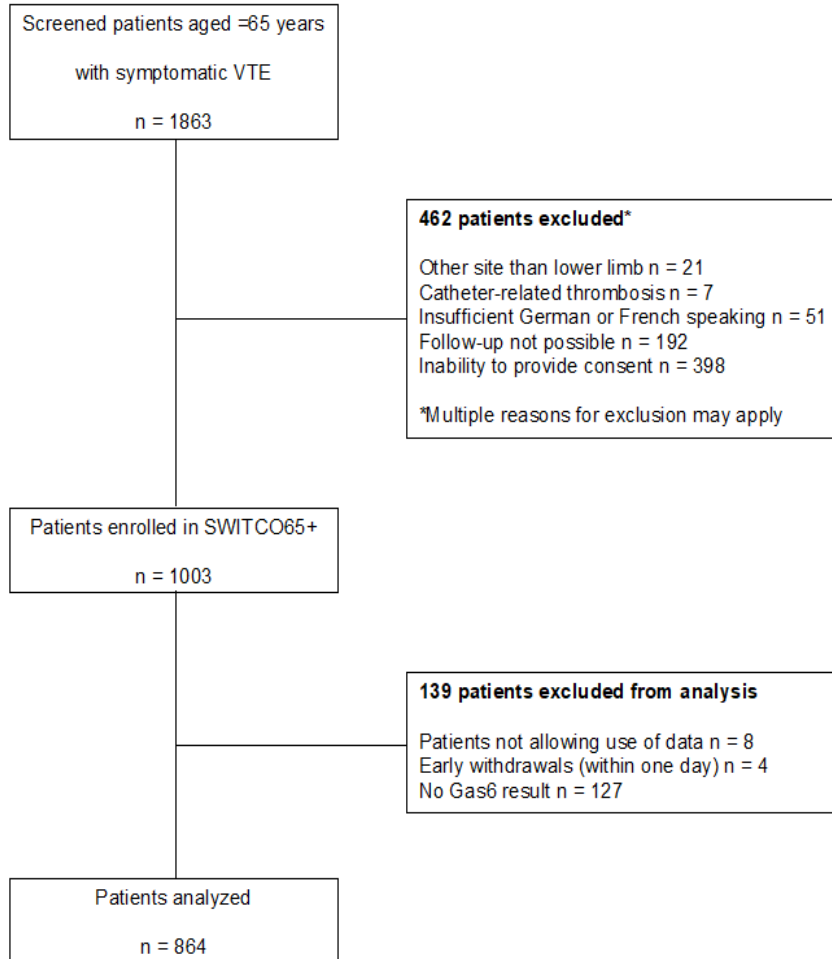 Screened patients aged =65 years
with symptomatic VTE
n = 1863
462 patients excluded*
Other site than lower limb n = 21
Catheter-related thrombosis n = 7
Insufficient German or French speaking n = 51
Follow-up not possible n = 192
Inability to provide consent n = 398
*Multiple reasons for exclusion may apply
Patients enrolled in SWITCO65+
n = 1003
139 patients excluded from analysis
Patients not allowing use of data n = 8
Early withdrawals (within one day) n = 4
No Gas6 result n = 127
Patients analyzed
n = 864